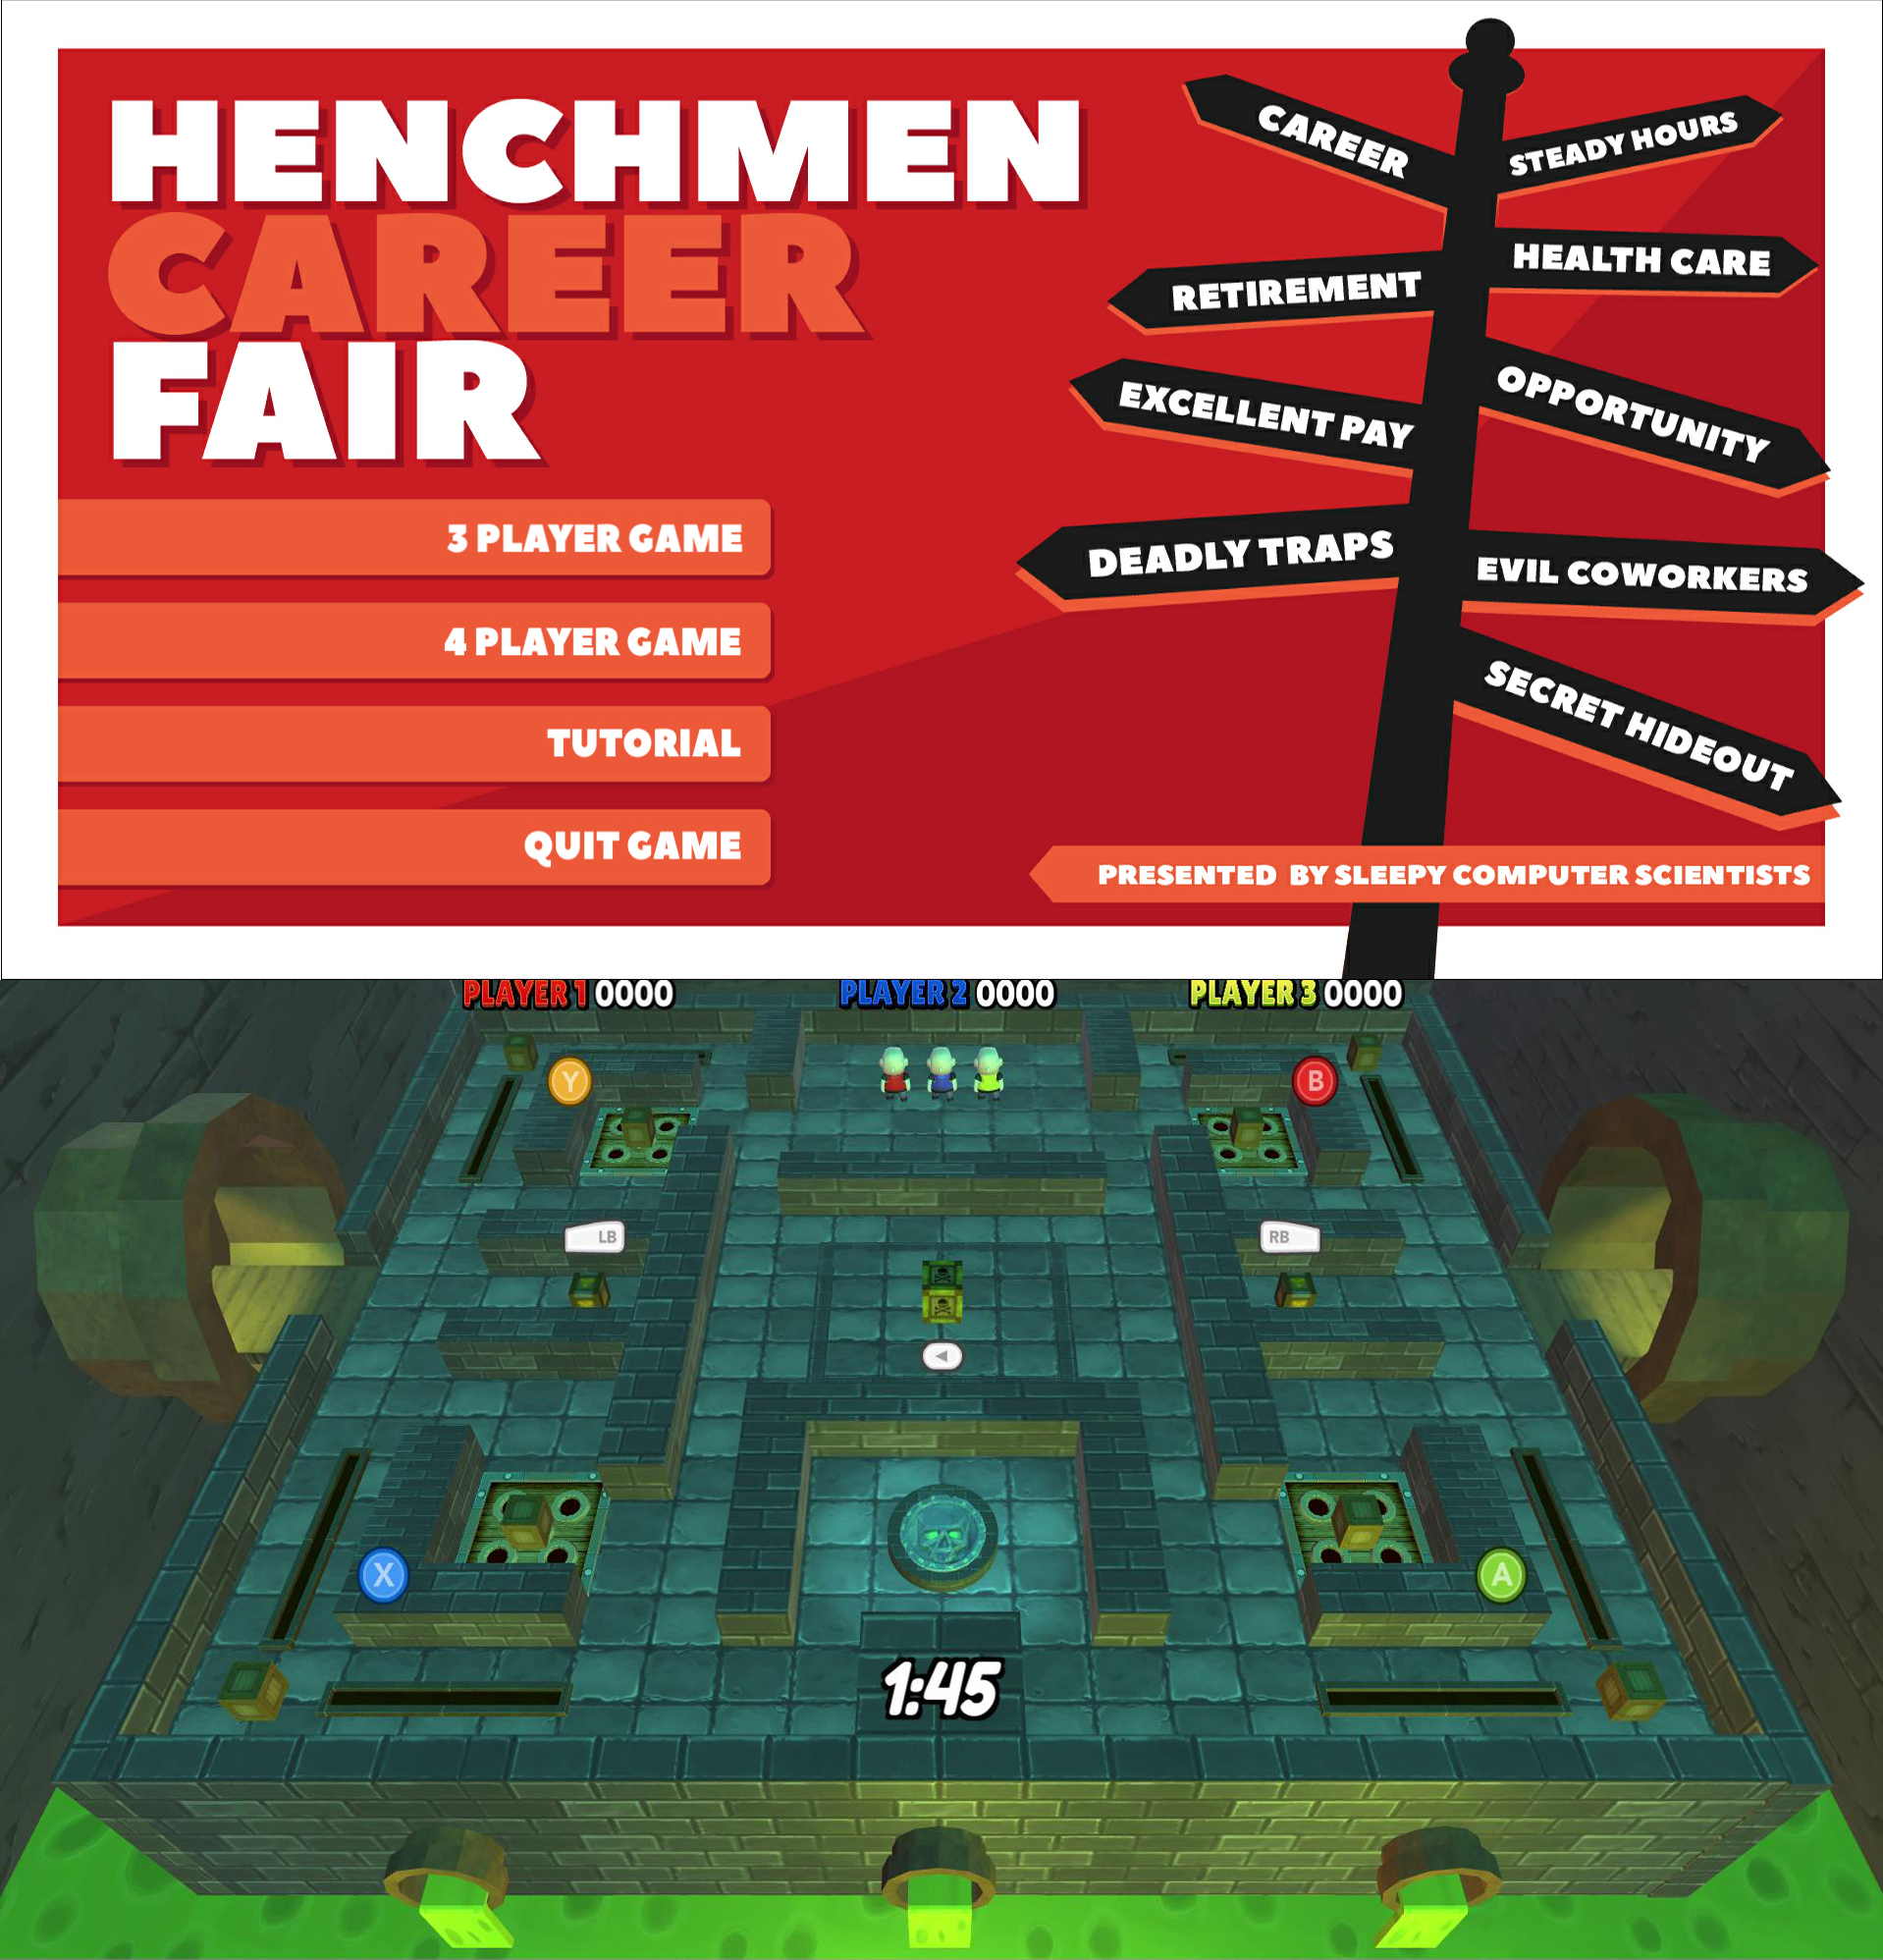 HENCHMEN
CAREER
FAIR
3 PLAYER GAME
4 PLAYER GAME
TUTORIAL
QUIT GAME
CAREER
STEADY HOURS
RETIREMENT
HEALTH CARE
EXCELLENT PAY
OPPORTUNITY
DEADLY TRAPS
EVIL COWORKERS
SECRET HIDEOUT
PRESENTED BY SLEEPY COMPUTER SCIENTISTS
PLAYER 1 0000
PLAYER 2 0000
PLAYER 3 0000
Y
B
LB
RB
X
A
1:45